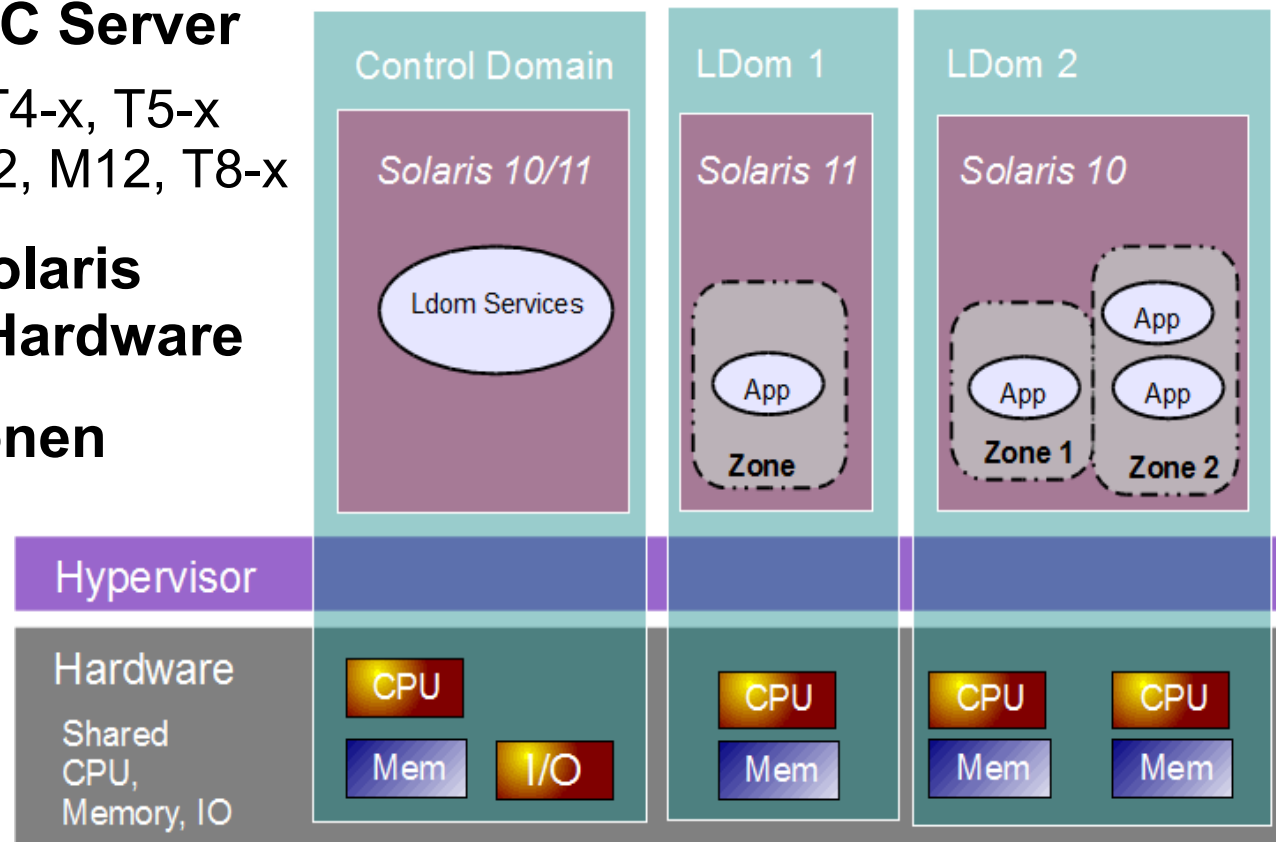 C Server
T4-x, T5-x
2, M12, T8-x
olaris
Hardware
nen
Control Domain
Solaris 10/11
Ldom Services
LDom 1
Solaris 11
App
Zone
LDom 2
Solaris 10
App
Zone 1
App
App
Zone 2
Hypervisor
Hardware
Shared
CPU,
Memory, IO
CPU
Mem
I/O
CPU
Mem
CPU
Mem
CPU
Mem